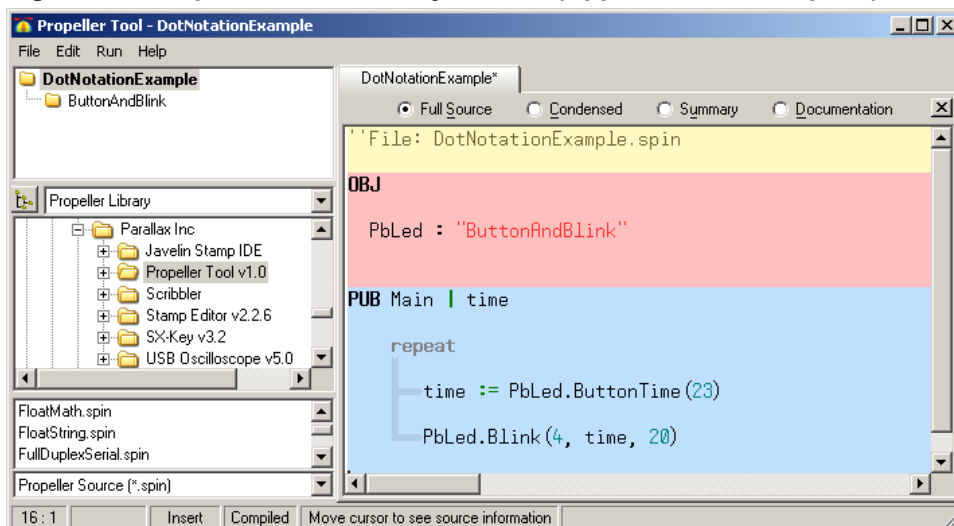 Propeller Tool - DotNotationExample
File Edit Run Help
DotNotationExample
ButtonAndBlink
Propeller Library
Parallax Inc
Javelin Stamp IDE
Propeller Tool v1.0
Scribbler
Stamp Editor v2.2.6
SX-Key v3.2
USB Oscilloscope v5.0
FloatMath.spin
FloatString.spin
FullDuplexSerial.spin
Propeller Source (*.spin)
DotNotationExample*
Full Source Condensed Summary Documentation
''File: DotNotationExample.spin
OBJ
PbLed : "ButtonAndBlink"
PUB Main | time
repeat
time := PbLed.ButtonTime(23)
PbLed.Blink(4, time, 20)
16 : 1 Insert Compiled Move cursor to see source information